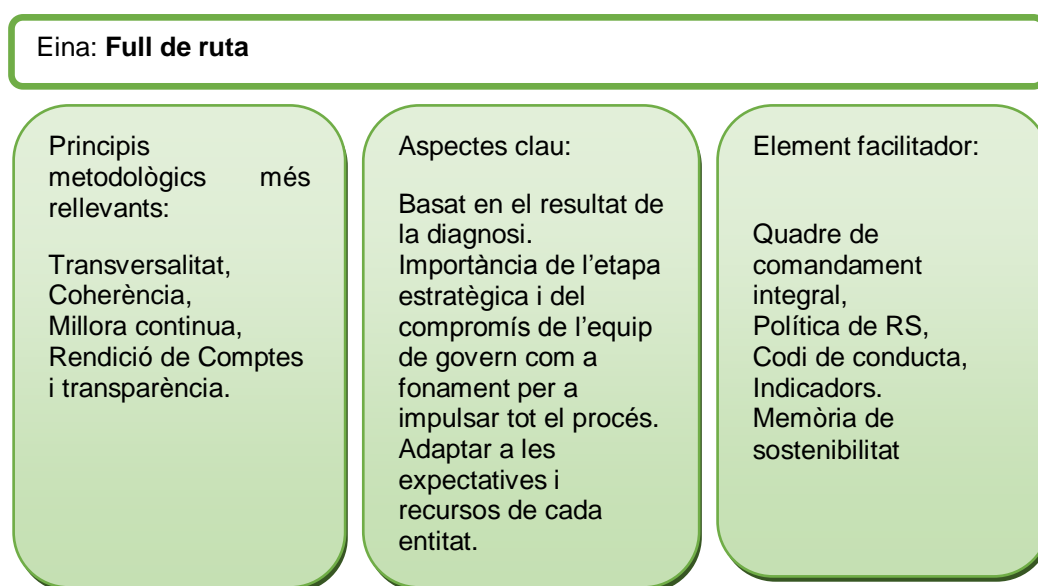 Eina: Full de ruta
Principis
metodològics més
rellevants:
Transversalitat,
Coherència,
Millora continua,
Rendició de Comptes
i transparència.
Aspectes clau:
Basat en el resultat de
la diagnosi.
Importància de l’etapa
estratègica i del
compromís de l’equip
de govern com a
fonament per a
impulsar tot el procés.
Adaptar a les
expectatives i
recursos de cada
entitat.
Element facilitador:
Quadre de
comandament
integral,
Política de RS,
Codi de conducta,
Indicadors.
Memòria de
sostenibilitat